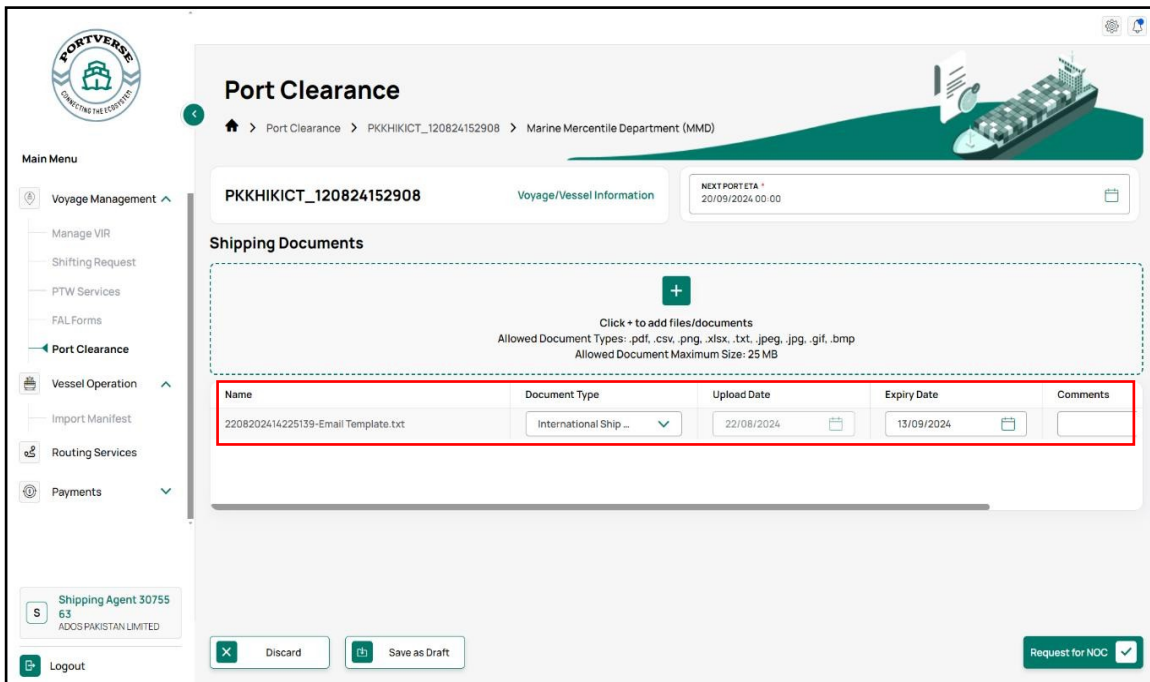 PORTVERSE
CONNECTING THE ECOSYSTEM
Main Menu
Voyage Management
Manage VIR
Shifting Request
PTW Services
FAL Forms
Port Clearance
Vessel Operation
Import Manifest
Routing Services
Payments
S
Shipping Agent 30755
63
ADOS PAKISTAN LIMITED
Logout
Port Clearance
> Port Clearance > PKKHIKICT_120824152908 > Marine Mercentile Department (MMD)
PKKHIKICT_120824152908
Voyage/Vessel Information
NEXT PORT ETA *
20/09/2024 00:00
Shipping Documents
+
Click + to add files/documents
Allowed Document Types: .pdf, .csv, .png, .xlsx, .txt, .jpeg, .jpg, .gif, .bmp
Allowed Document Maximum Size: 25 MB
Name Document Type Upload Date Expiry Date Comments
2208202414225139-Email Template.txt International Ship ... 22/08/2024 13/09/2024
Discard
Save as Draft
Request for NOC